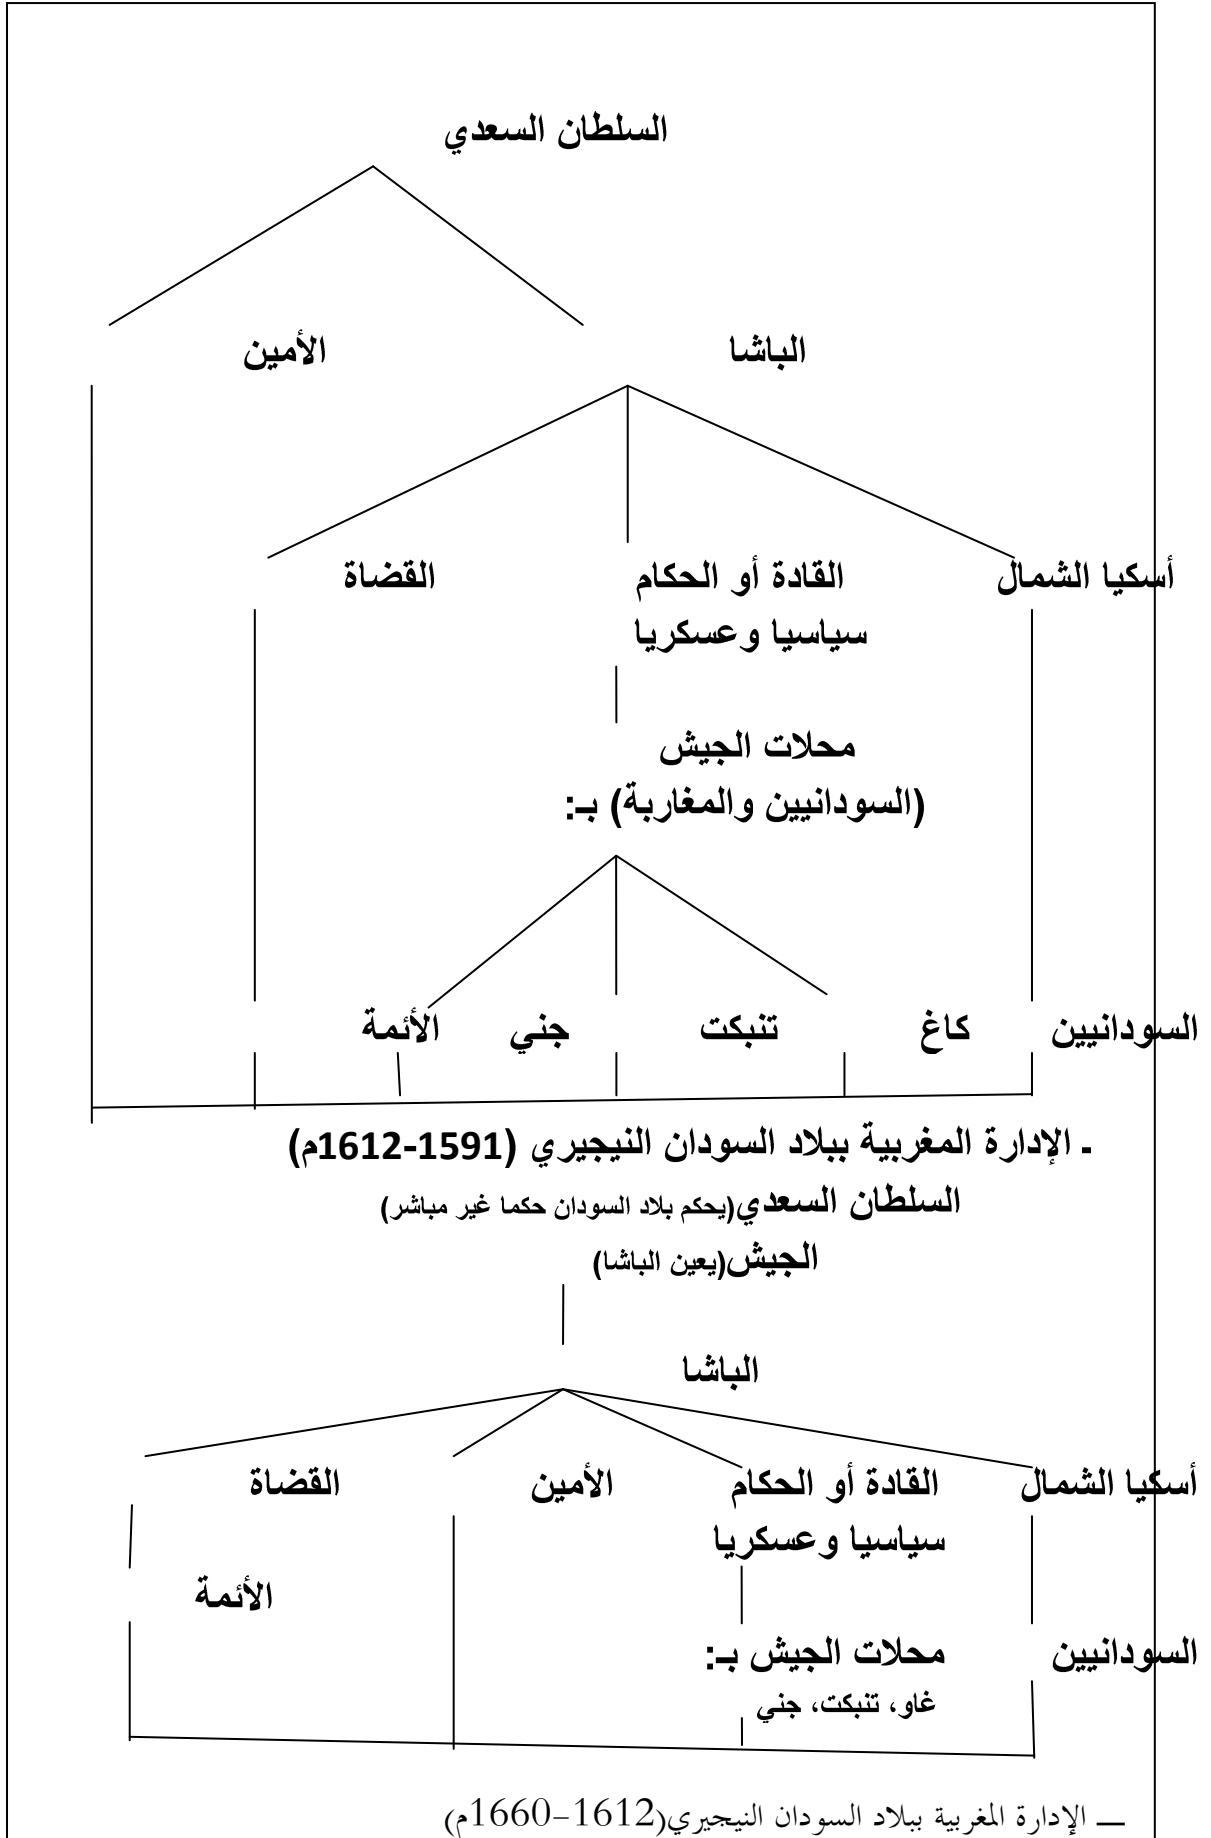 السلطان السعدي
الباشا الأمين
أسكيا الشمال القادة أو الحكام القضاة
سياسيا وعسكريا
محلات الجيش
(السودانيين والمغاربة) بـ:
السودانيين كاغ تنبكت جني الأئمة
ـ الإدارة المغربية ببلاد السودان النيجيري (1591-1612م)
السلطان السعدي(يحكم بلاد السودان حكما غير مباشر)
الجيش(يعين الباشا)
الباشا
أسكيا الشمال القادة أو الحكام الأمين القضاة
سياسيا وعسكريا
الأئمة
السودانيين محلات الجيش بـ:
غاو، تنبكت، جني
ــ الإدارة المغربية ببلاد السودان النيجيري(1612-1660م)